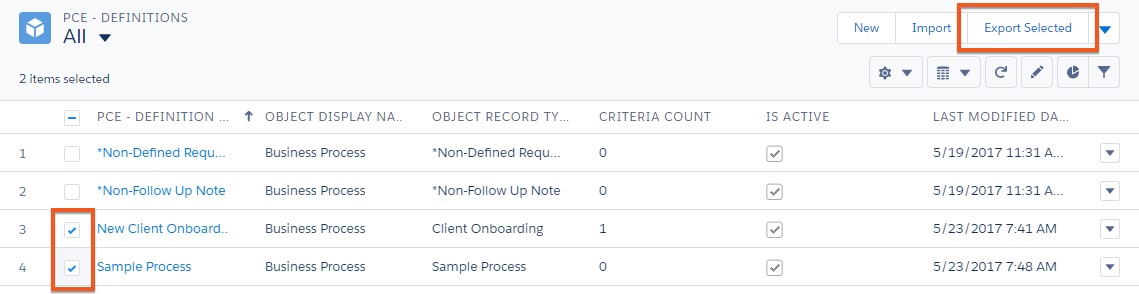 PCE - DEFINITIONS
All
New Import Export Selected
2 items selected
PCE - DEFINITION ... OBJECT DISPLAY NA.. OBJECT RECORD TY... CRITERIA COUNT IS ACTIVE LAST MODIFIED DA...
1 *Non-Defined Requ... Business Process *Non-Defined Requ... 0 5/19/2017 11:31 A...
2 *Non-Follow Up Note Business Process *Non-Follow Up Note 0 5/19/2017 11:31 A...
3 New Client Onboard.. Business Process Client Onboarding 1 5/23/2017 7:41 AM
4 Sample Process Business Process Sample Process 0 5/23/2017 7:48 AM